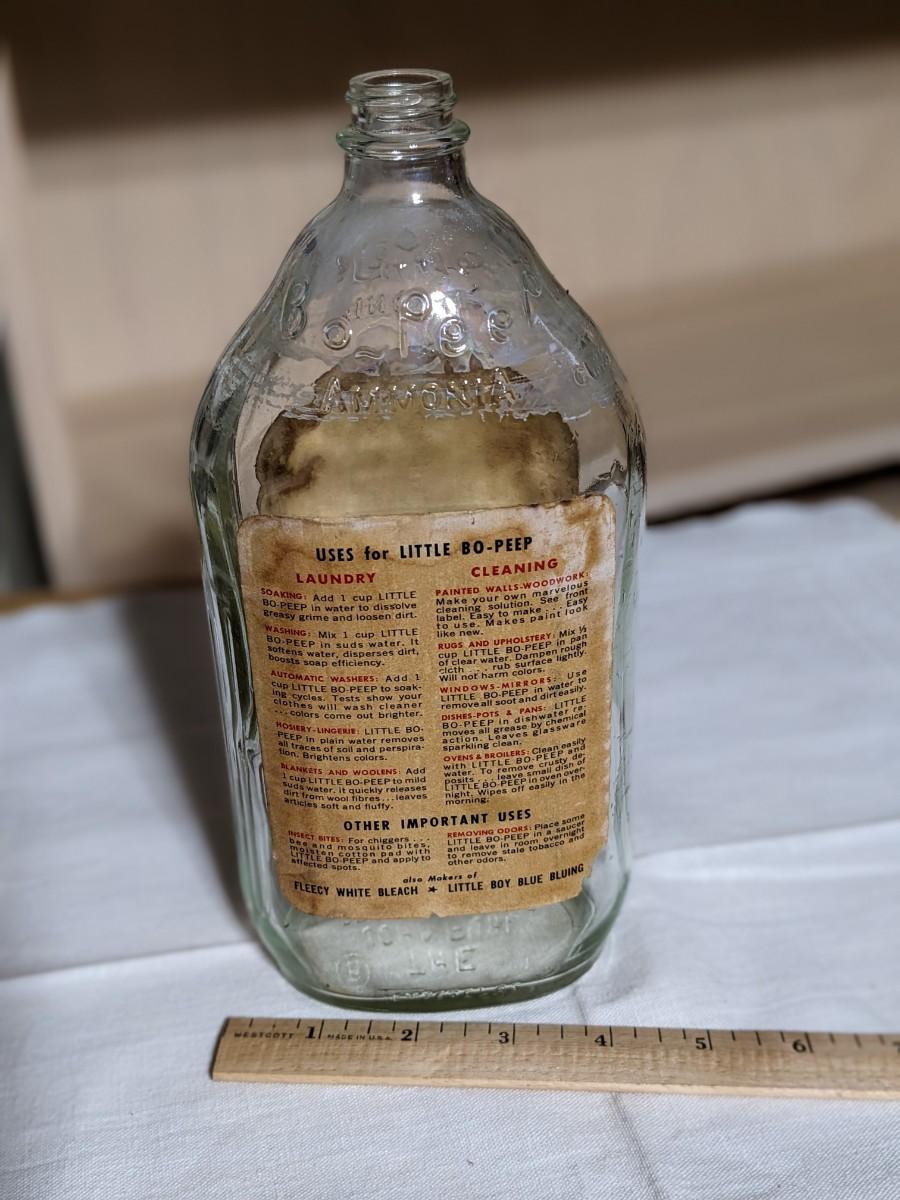 Bo-Peep
AMMONIA
USES for LITTLE BO-PEEP
LAUNDRY
SOAKING: Add 1 cup LITTLE
BO-PEEP in water to dissolve
greasy grime and loosen dirt.
WASHING: Mix 1 cup LITTLE
BO-PEEP in suds water. It
softens water, disperses dirt,
boosts soap efficiency.
AUTOMATIC WASHERS: Add 1
cup LITTLE BO-PEEP to soak-
ing cycles. Tests show your
clothes will wash cleaner
. . . colors come out brighter.
HOSIERY-LINGERIE: LITTLE BO-
PEEP in plain water removes
all traces of soil and perspira-
tion. Brightens colors.
BLANKETS AND WOOLENS: Add
1 cup LITTLE BO-PEEP to mild
suds water. it quickly releases
dirt from wool fibres . . . leaves
articles soft and fluffy.
CLEANING
PAINTED WALLS-WOODWORK:
Make your own marvelous
cleaning solution. See front
label. Easy to make . . . Easy
to use. Makes paint look
like new.
RUGS AND UPHOLSTERY: Mix ½
cup LITTLE BO-PEEP in pan
of clear water. Dampen rough
cloth . . . rub surface lightly.
Will not harm colors.
WINDOWS-MIRRORS: Use
LITTLE BO-PEEP in water to
remove all soot and dirt easily.
DISHES-POTS & PANS: LITTLE
BO-PEEP in dishwater re-
moves all grease by chemical
action. Leaves glassware
sparkling clean.
OVENS & BROILERS: Clean easily
with LITTLE BO-PEEP and
water. To remove crusty de-
posits . . . leave small dish of
LITTLE BO-PEEP in oven over-
night. Wipes off easily in the
morning.
OTHER IMPORTANT USES
INSECT BITES: For chiggers . . .
bee and mosquito bites,
moisten cotton pad with
LITTLE BO-PEEP and apply to
affected spots.
REMOVING ODORS: Place some
LITTLE BO-PEEP in a saucer
and leave in room overnight
to remove stale tobacco and
other odors.
also Makers of
FLEECY WHITE BLEACH ★ LITTLE BOY BLUE BLUING
WESTCOTT 1 MADE IN U.S.A. 2 3 4 5 6